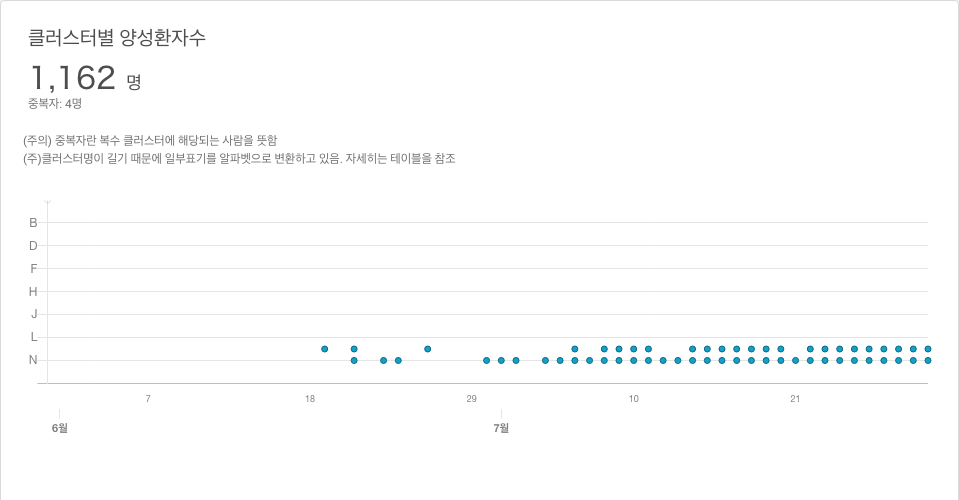 클러스터별 양성환자수
1,162 명
중복자: 4명
(주의) 중복자란 복수 클러스터에 해당되는 사람을 뜻함
(주)클러스터명이 길기 때문에 일부표기를 알파벳으로 변환하고 있음. 자세히는 테이블을 참조
B
D
F
H
J
L
N
7 18 29 10 21
6월 7월